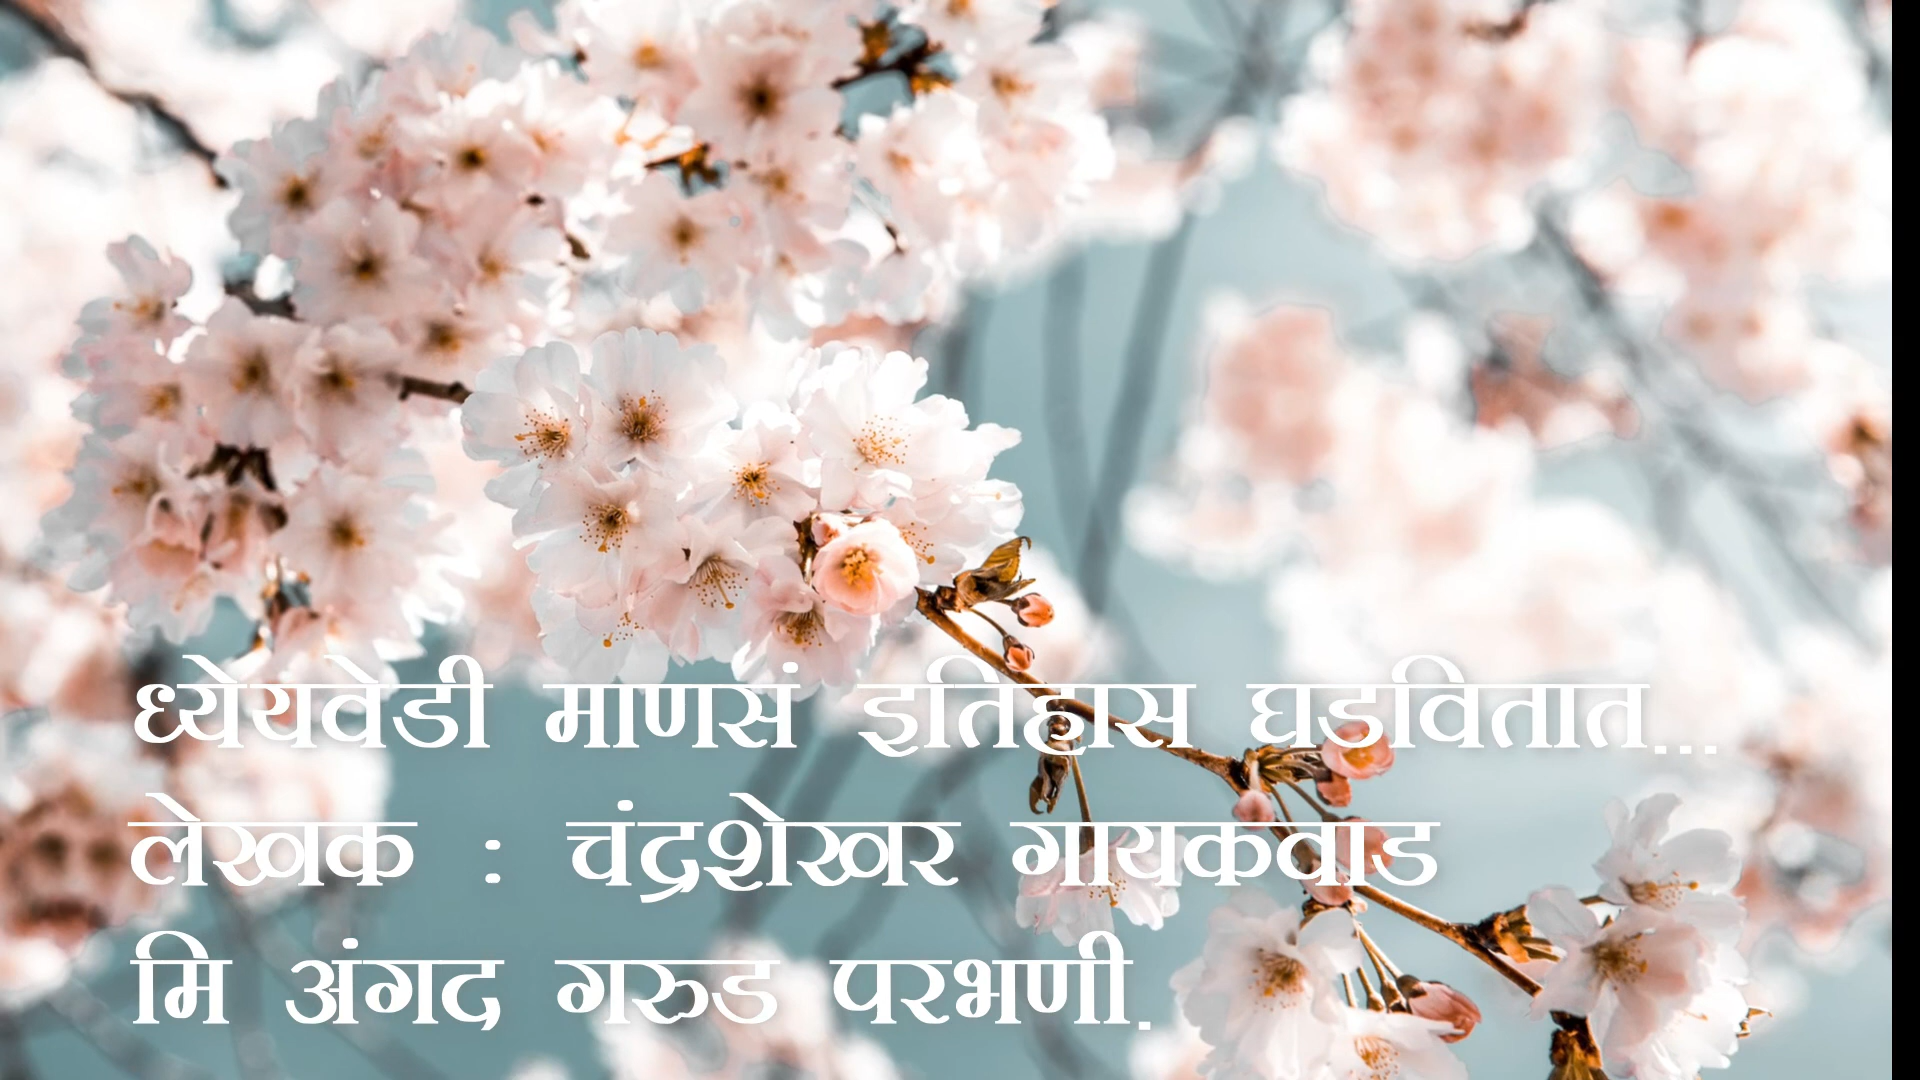 ध्येयवेडी माणसं इतिहास घडवितात...
लेखक : चंद्रशेखर गायकवाड
मि अंगद गरुड परभणी.